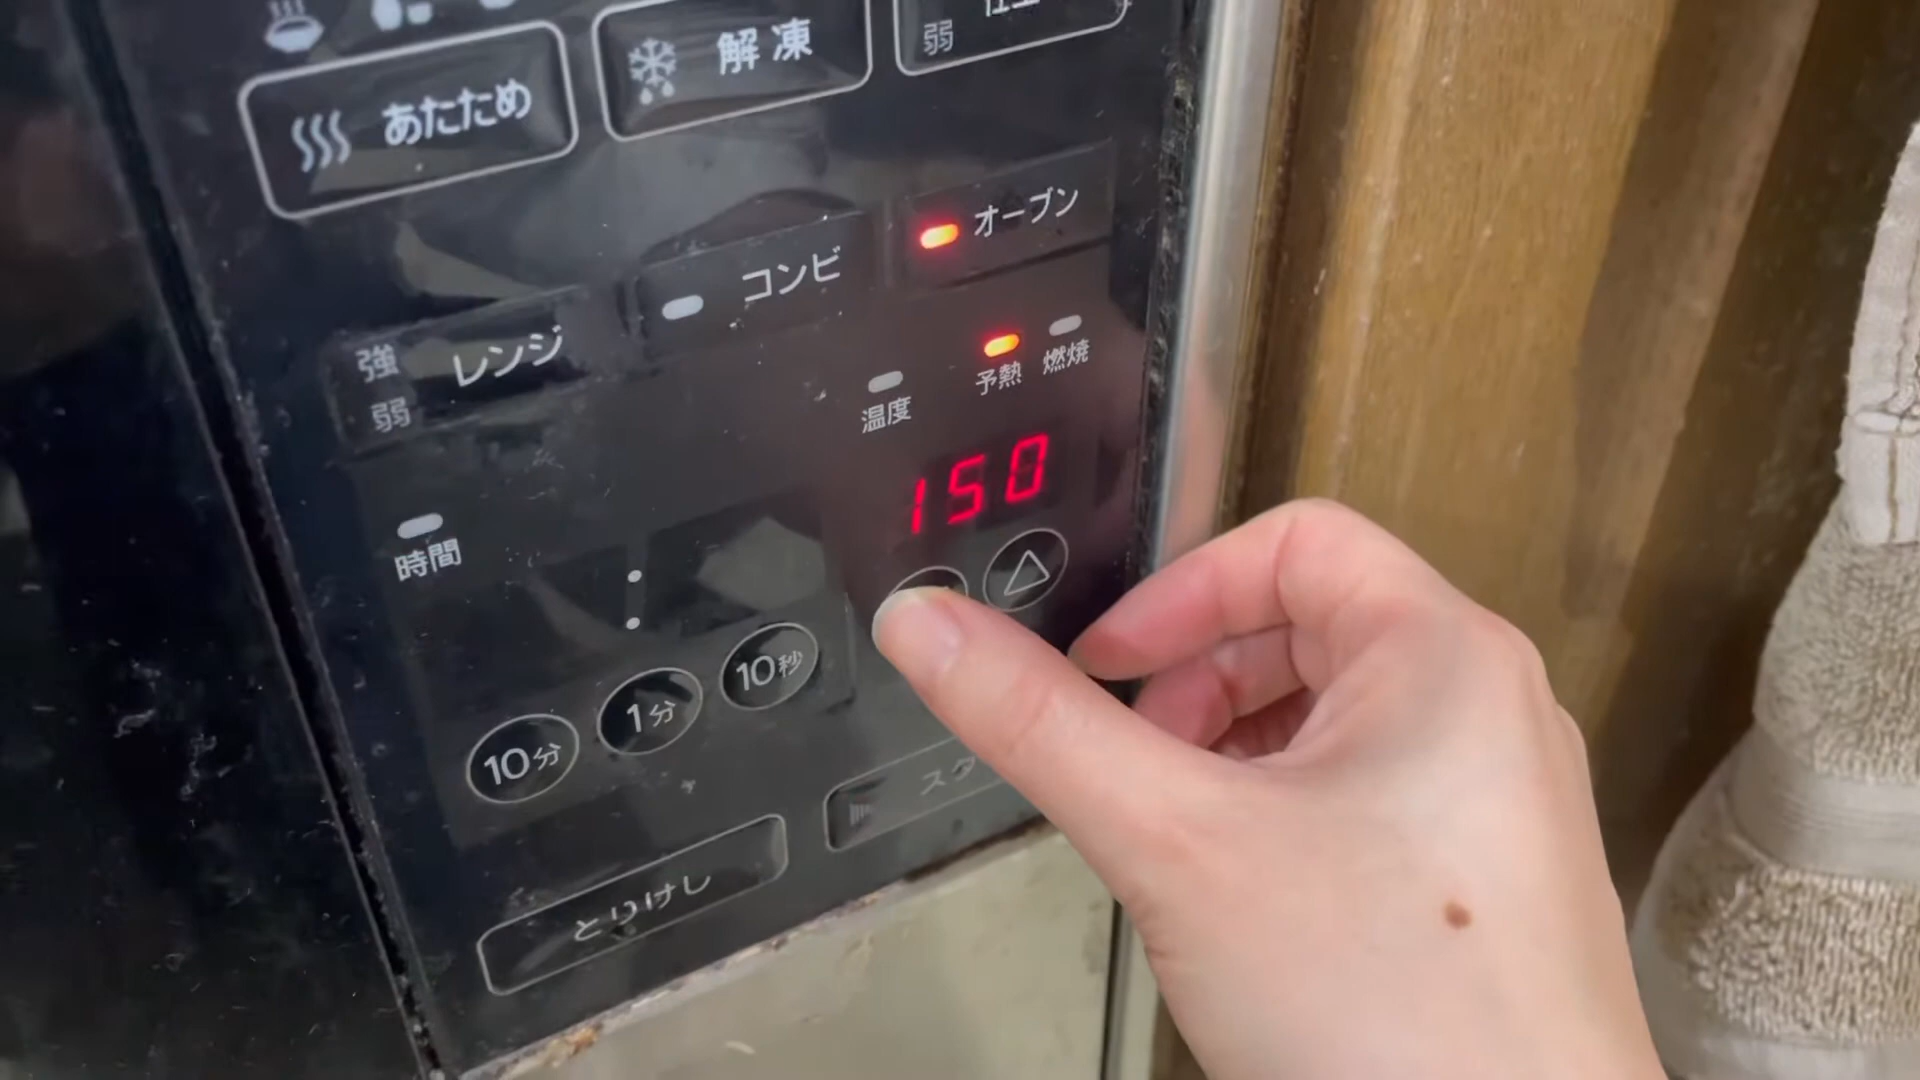 あたため
解凍
弱
オーブン
コンビ
強 レンジ
弱
予熱 燃焼
温度
150
時間
10分 1分 10秒
スタ
とりけし